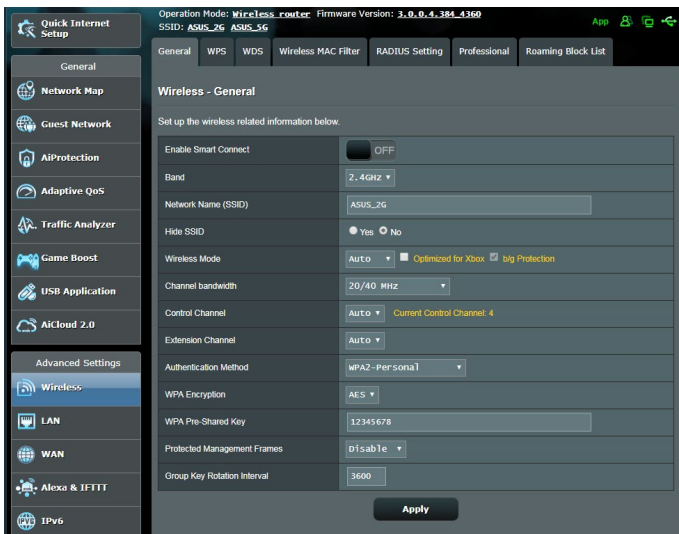 Quick Internet
Setup
General
Network Map
Guest Network
AiProtection
Adaptive QoS
Traffic Analyzer
Game Boost
USB Application
AiCloud 2.0
Advanced Settings
Wireless
LAN
WAN
Alexa & IFTTT
IPv6
Operation Mode: Wireless router Firmware Version: 3.0.0.4.384_4360
SSID: ASUS_2G ASUS_5G
App
General WPS WDS Wireless MAC Filter RADIUS Setting Professional Roaming Block List
Wireless - General
Set up the wireless related information below.
Enable Smart Connect OFF
Band 2.4GHz
Network Name (SSID) ASUS_2G
Hide SSID Yes No
Wireless Mode Auto Optimized for Xbox b/g Protection
Channel bandwidth 20/40 MHz
Control Channel Auto Current Control Channel: 4
Extension Channel Auto
Authentication Method WPA2-Personal
WPA Encryption AES
WPA Pre-Shared Key 12345678
Protected Management Frames Disable
Group Key Rotation Interval 3600
Apply